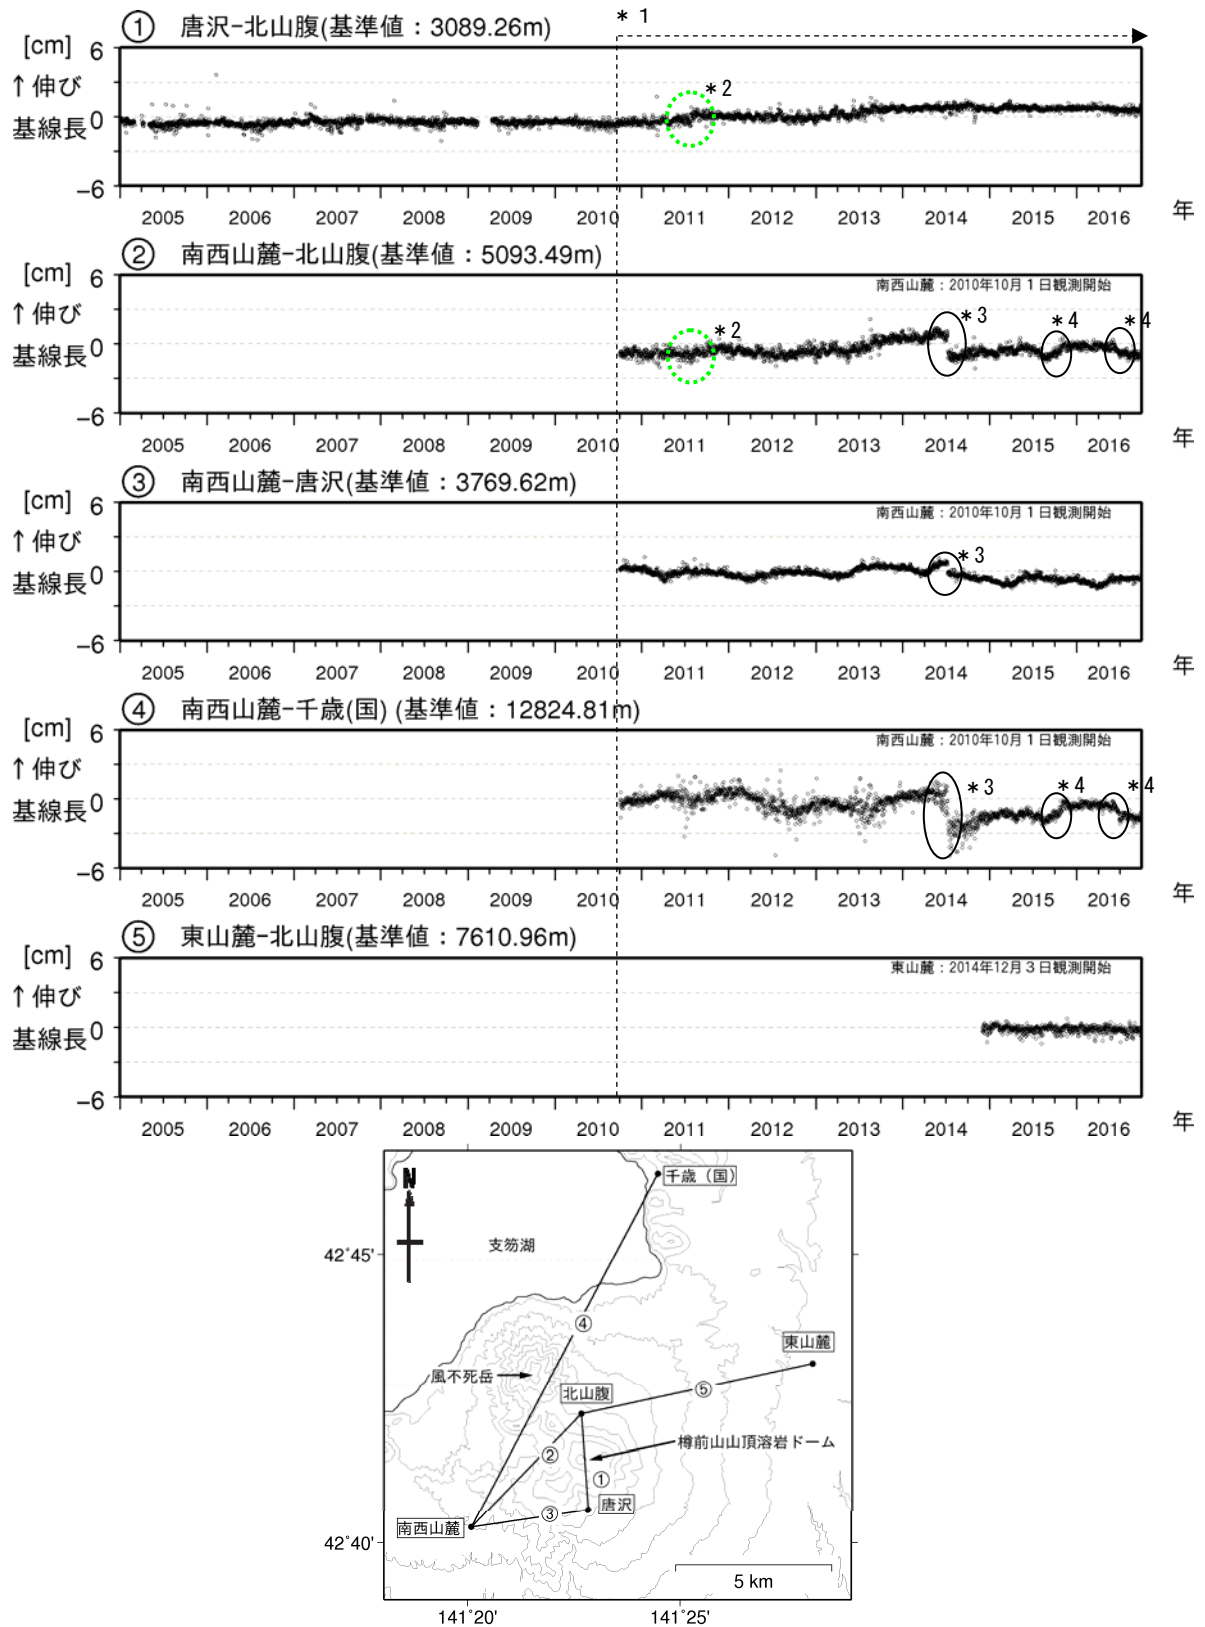 ＊1
① 唐沢−北山腹(基準値：3089.26m)
[cm] 6
↑伸び
基線長 0
−6
2005 2006 2007 2008 2009 2010 2011 2012 2013 2014 2015 2016 年
＊2
② 南西山麓−北山腹(基準値：5093.49m)
[cm] 6
南西山麓：2010年10月１日観測開始
↑伸び
基線長 0
−6
＊2 ＊3 ＊4 ＊4
2005 2006 2007 2008 2009 2010 2011 2012 2013 2014 2015 2016 年
③ 南西山麓−唐沢(基準値：3769.62m)
[cm] 6
南西山麓：2010年10月１日観測開始
↑伸び
基線長 0
−6
＊3
2005 2006 2007 2008 2009 2010 2011 2012 2013 2014 2015 2016 年
④ 南西山麓−千歳(国) (基準値：12824.81m)
[cm] 6
南西山麓：2010年10月１日観測開始
↑伸び
基線長 0
−6
＊3 ＊4 ＊4
2005 2006 2007 2008 2009 2010 2011 2012 2013 2014 2015 2016 年
⑤ 東山麓−北山腹(基準値：7610.96m)
[cm] 6
東山麓：2014年12月３日観測開始
↑伸び
基線長 0
−6
2005 2006 2007 2008 2009 2010 2011 2012 2013 2014 2015 2016 年
N
千歳（国）
支笏湖
42˚45'
④
東山麓
風不死岳
北山腹
⑤
②
樽前山山頂溶岩ドーム
①
唐沢
③
南西山麓
42˚40'
5 km
141˚20' 141˚25'